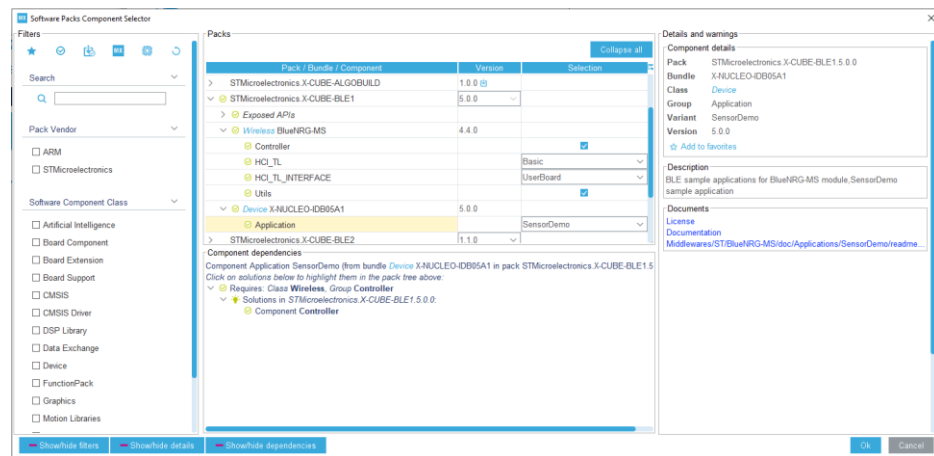 MX Software Packs Component Selector
Filters
Search
Pack Vendor
ARM
STMicroelectronics
Software Component Class
Artificial Intelligence
Board Component
Board Extension
Board Support
CMSIS
CMSIS Driver
DSP Library
Data Exchange
Device
FunctionPack
Graphics
Motion Libraries
Packs
Collapse all
Pack / Bundle / Component Version Selection
STMicroelectronics.X-CUBE-ALGOBUILD 1.0.0
STMicroelectronics.X-CUBE-BLE1 5.0.0
Exposed APIs
Wireless BlueNRG-MS 4.4.0
Controller
HCI_TL Basic
HCI_TL_INTERFACE UserBoard
Utils
Device X-NUCLEO-IDB05A1 5.0.0
Application SensorDemo
STMicroelectronics.X-CUBE-BLE2 1.1.0
Component dependencies
Component Application SensorDemo (from bundle Device X-NUCLEO-IDB05A1 in pack STMicroelectronics.X-CUBE-BLE1.5
Click on solutions below to highlight them in the pack tree above:
Requires: Class Wireless, Group Controller
Solutions in STMicroelectronics.X-CUBE-BLE1.5.0.0:
Component Controller
Details and warnings
Component details
Pack STMicroelectronics.X-CUBE-BLE1.5.0.0
Bundle X-NUCLEO-IDB05A1
Class Device
Group Application
Variant SensorDemo
Version 5.0.0
Add to favorites
Description
BLE sample applications for BlueNRG-MS module,SensorDemo
sample application
Documents
License
Documentation
Middlewares/ST/BlueNRG-MS/doc/Applications/SensorDemo/readme...
Show/hide filters
Show/hide details
Show/hide dependencies
Ok
Cancel